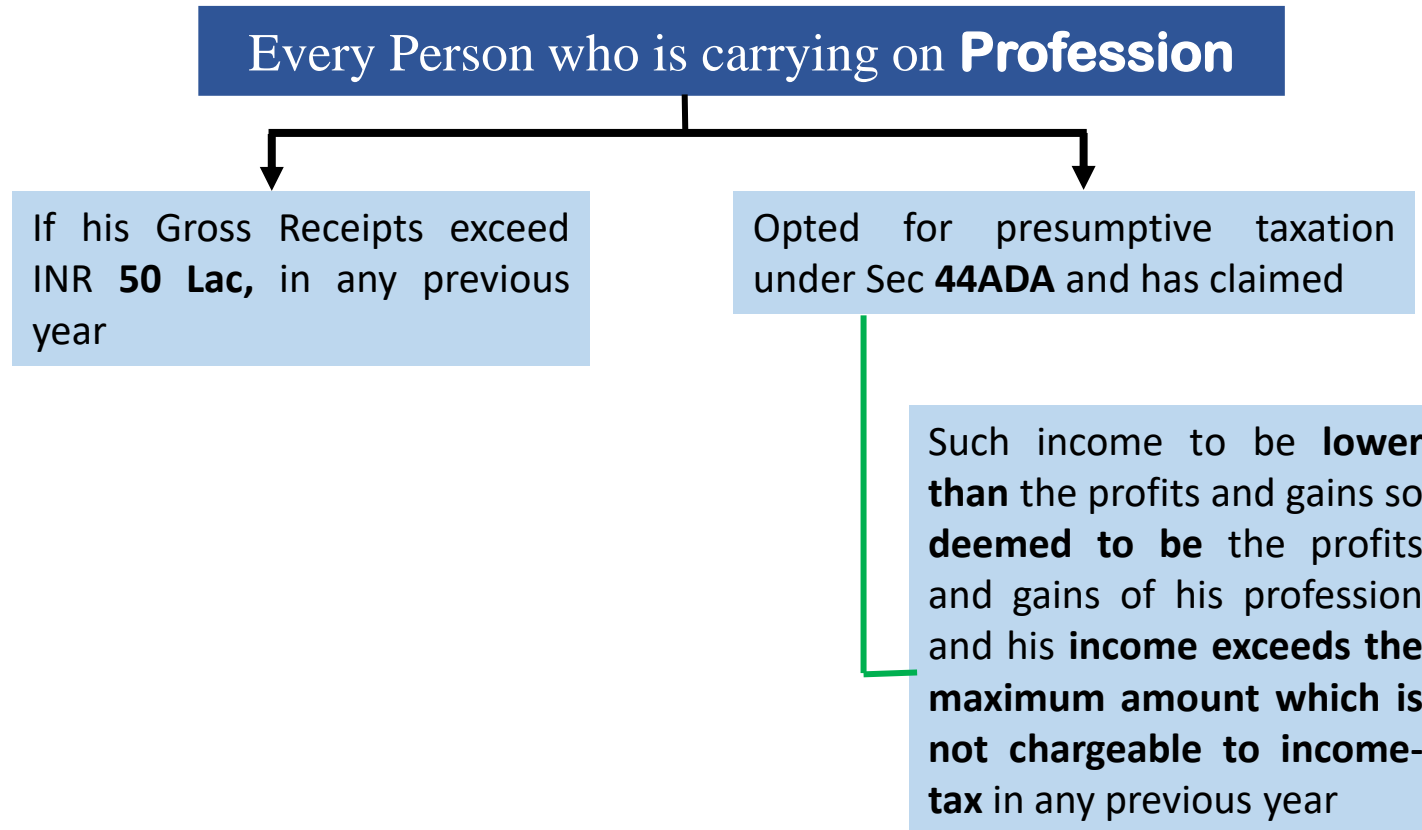 Every Person who is carrying on Profession
If his Gross Receipts exceed
INR 50 Lac, in any previous
year
Opted for presumptive taxation
under Sec 44ADA and has claimed
Such income to be lower
than the profits and gains so
deemed to be the profits
and gains of his profession
and his income exceeds the
maximum amount which is
not chargeable to income-
tax in any previous year